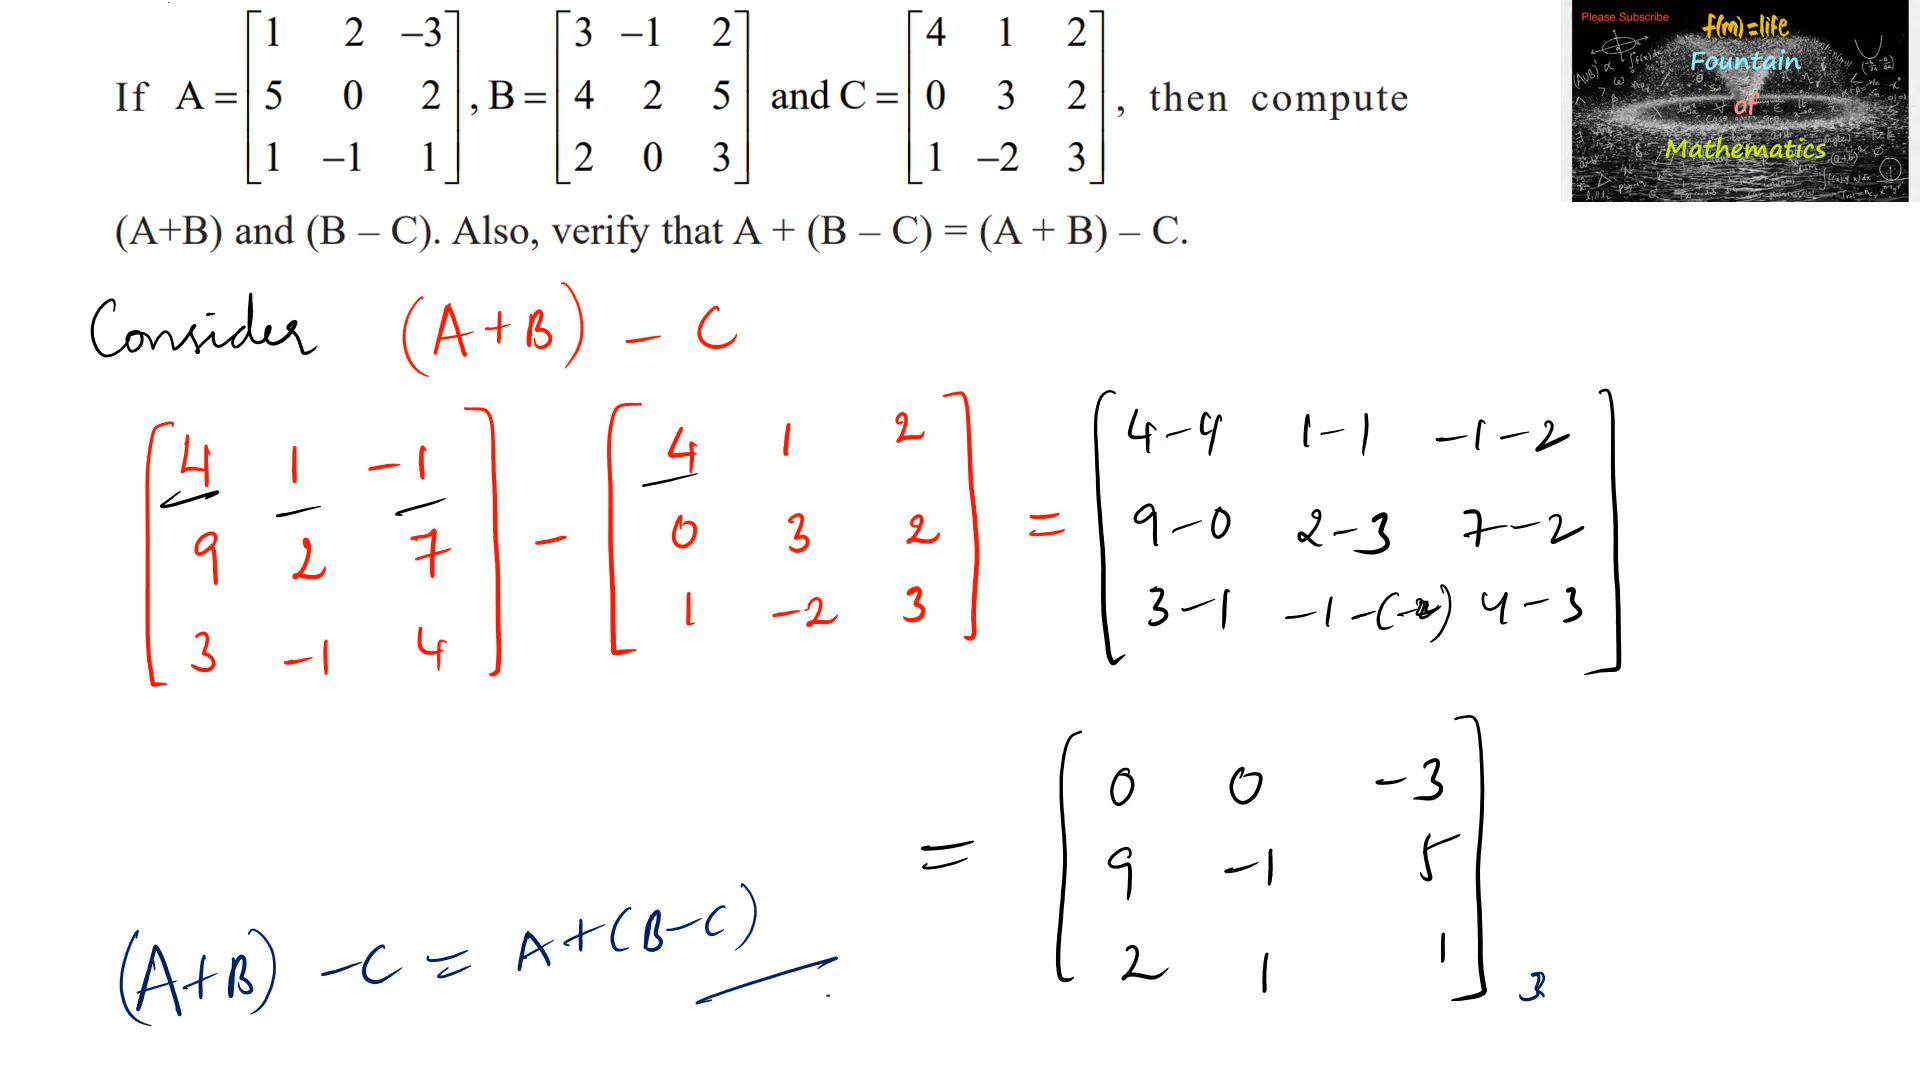 If A = [1 2 −3; 5 0 2; 1 −1 1], B = [3 −1 2; 4 2 5; 2 0 3] and C = [4 1 2; 0 3 2; 1 −2 3], then compute
(A+B) and (B – C). Also, verify that A + (B – C) = (A + B) – C.
Please Subscribe
f(m)=life
Fountain
of
Mathematics
Consider (A+B) - C
[4 1 -1; 9 2 7; 3 -1 4] - [4 1 2; 0 3 2; 1 -2 3] = [4-4 1-1 -1-2; 9-0 2-3 7-2; 3-1 -1-(-2) 4-3]
= [0 0 -3; 9 -1 5; 2 1 1]
(A+B) -C = A+(B-C)